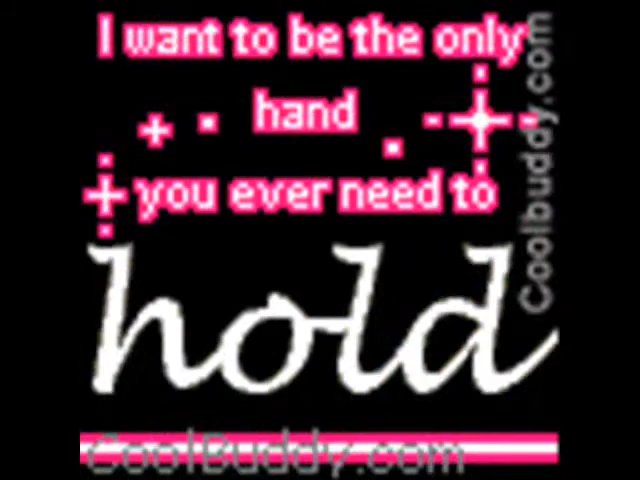 I want to be the only
hand
you ever need to
hold
Coolbuddy.com
CoolBuddy.com